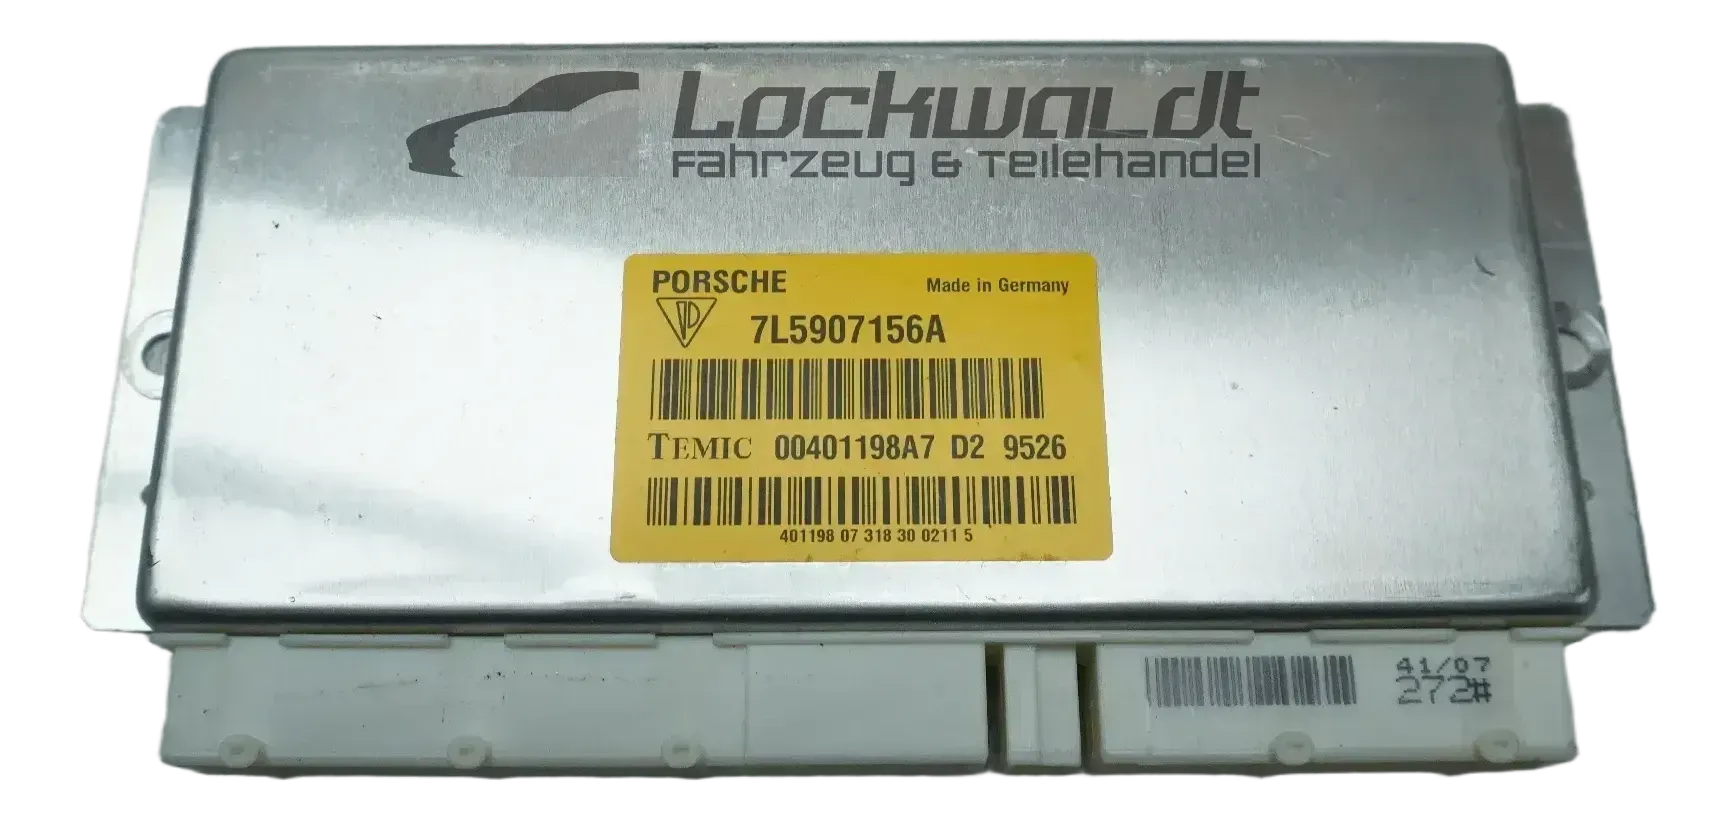 Lockwaldt
Fahrzeug & Teilehandel
PORSCHE
Made in Germany
7L5907156A
TEMIC 00401198A7 D2 9526
401198 07 318 30 0211 5
41/07
272#